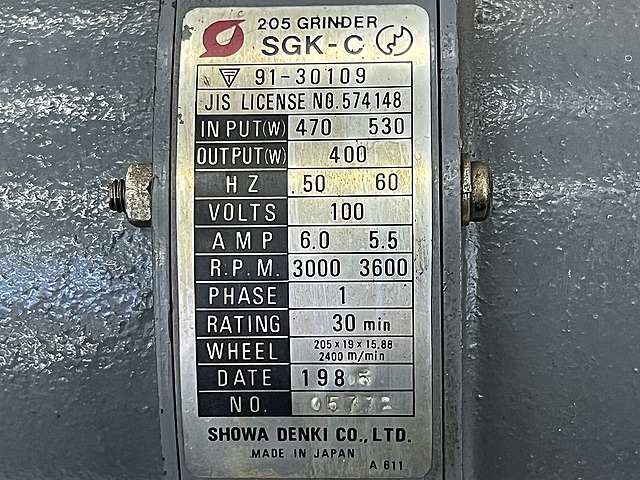 205 GRINDER
SGK-C
91-30109
JIS LICENSE NO.574148
INPUT(W) 470 530
OUTPUT(W) 400
HZ 50 60
VOLTS 100
AMP 6.0 5.5
R.P.M. 3000 3600
PHASE 1
RATING 30 min
WHEEL 205×19×15.88
2400 m/min
DATE 198
NO.
SHOWA DENKI CO., LTD.
MADE IN JAPAN
A 611